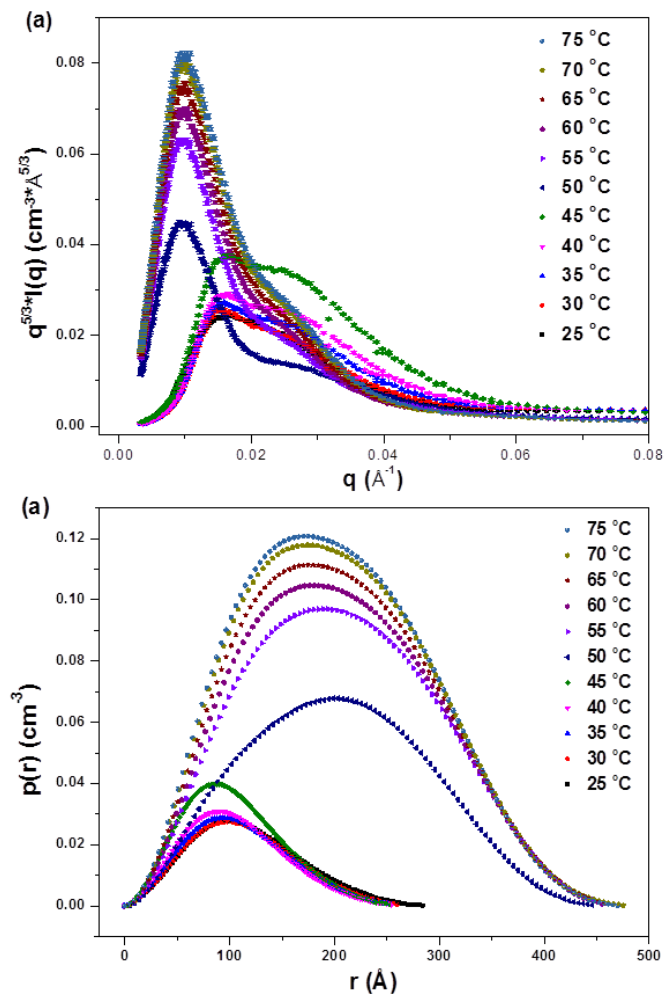 (a)
75 °C
70 °C
65 °C
60 °C
55 °C
50 °C
45 °C
40 °C
35 °C
30 °C
25 °C
0.08
0.06
0.04
0.02
0.00
q^5/3*I(q) (cm^-3*Å^5/3)
0.00 0.02 0.04 0.06 0.08
q (Å^-1)
(a)
75 °C
70 °C
65 °C
60 °C
55 °C
50 °C
45 °C
40 °C
35 °C
30 °C
25 °C
0.12
0.10
0.08
0.06
0.04
0.02
0.00
p(r) (cm^-3)
0 100 200 300 400 500
r (Å)